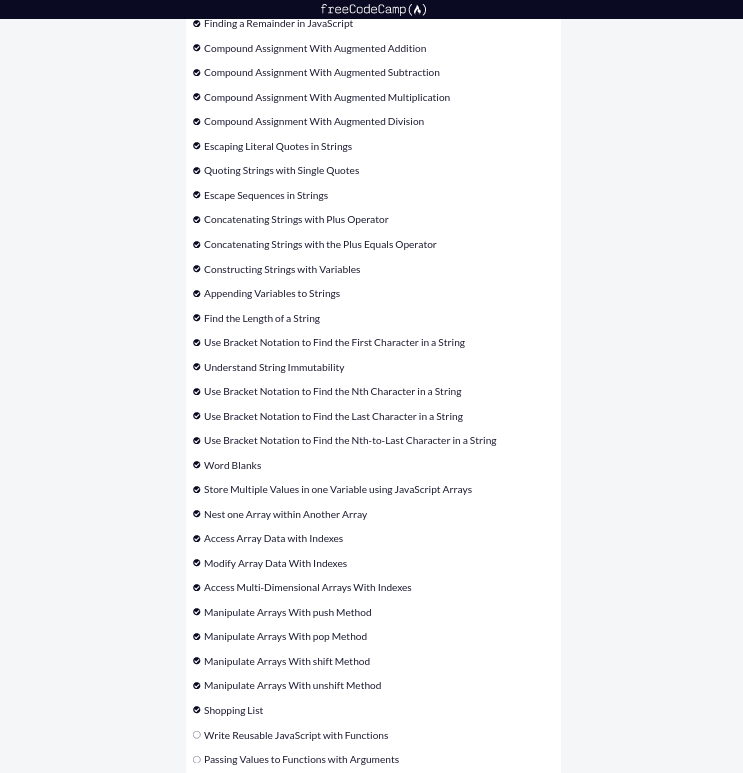 freeCodeCamp(🔥)
Finding a Remainder in JavaScript
Compound Assignment With Augmented Addition
Compound Assignment With Augmented Subtraction
Compound Assignment With Augmented Multiplication
Compound Assignment With Augmented Division
Escaping Literal Quotes in Strings
Quoting Strings with Single Quotes
Escape Sequences in Strings
Concatenating Strings with Plus Operator
Concatenating Strings with the Plus Equals Operator
Constructing Strings with Variables
Appending Variables to Strings
Find the Length of a String
Use Bracket Notation to Find the First Character in a String
Understand String Immutability
Use Bracket Notation to Find the Nth Character in a String
Use Bracket Notation to Find the Last Character in a String
Use Bracket Notation to Find the Nth-to-Last Character in a String
Word Blanks
Store Multiple Values in one Variable using JavaScript Arrays
Nest one Array within Another Array
Access Array Data with Indexes
Modify Array Data With Indexes
Access Multi-Dimensional Arrays With Indexes
Manipulate Arrays With push Method
Manipulate Arrays With pop Method
Manipulate Arrays With shift Method
Manipulate Arrays With unshift Method
Shopping List
Write Reusable JavaScript with Functions
Passing Values to Functions with Arguments